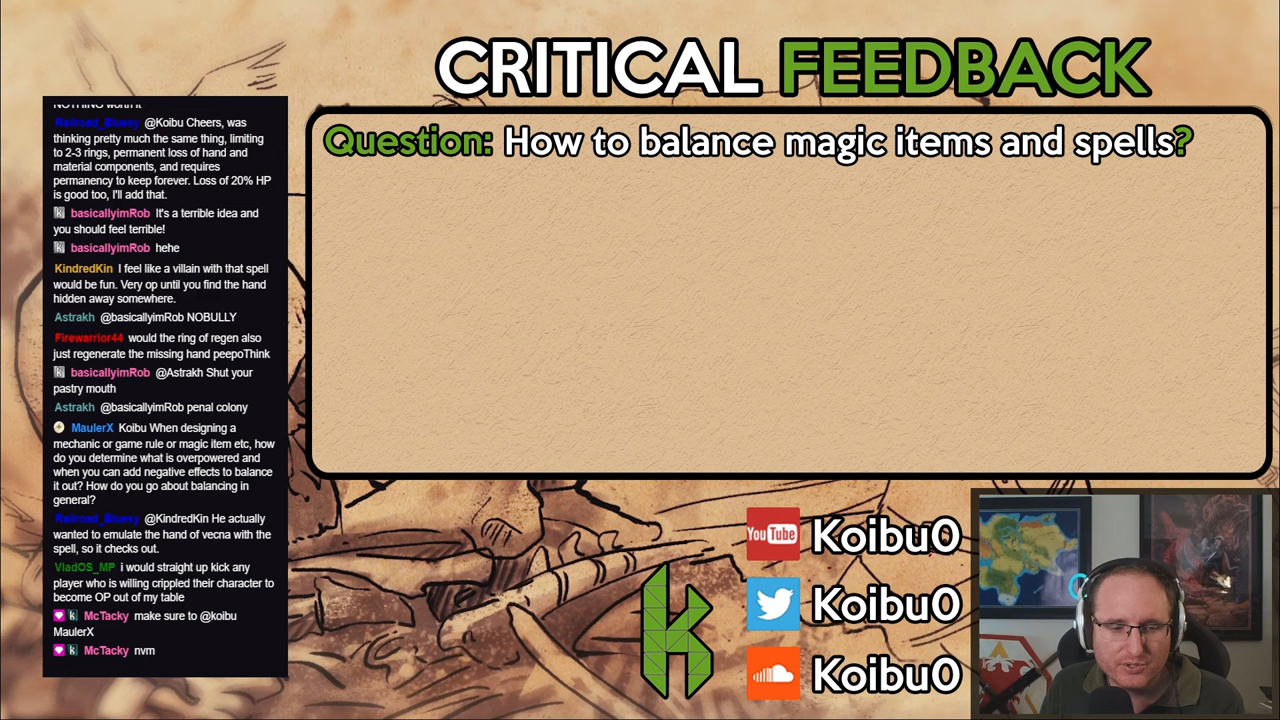 CRITICAL FEEDBACK
Question: How to balance magic items and spells?
NOTHING worth it
Railroad_Bluesy @Koibu Cheers, was
thinking pretty much the same thing, limiting
to 2-3 rings, permanent loss of hand and
material components, and requires
permanency to keep forever. Loss of 20% HP
is good too, I'll add that.
basicallyimRob It's a terrible idea and
you should feel terrible!
basicallyimRob hehe
KindredKin I feel like a villain with that spell
would be fun. Very op until you find the hand
hidden away somewhere.
Astrakh @basicallyimRob NOBULLY
Firewarrior44 would the ring of regen also
just regenerate the missing hand peepoThink
basicallyimRob @Astrakh Shut your
pastry mouth
Astrakh @basicallyimRob penal colony
MaulerX Koibu When designing a
mechanic or game rule or magic item etc, how
do you determine what is overpowered and
when you can add negative effects to balance
it out? How do you go about balancing in
general?
Railroad_Bluesy @KindredKin He actually
wanted to emulate the hand of vecna with the
spell, so it checks out.
VladOS_MP i would straight up kick any
player who is willing crippled their character to
become OP out of my table
McTacky make sure to @koibu
MaulerX
McTacky nvm
YouTube Koibu0
Koibu0
Koibu0